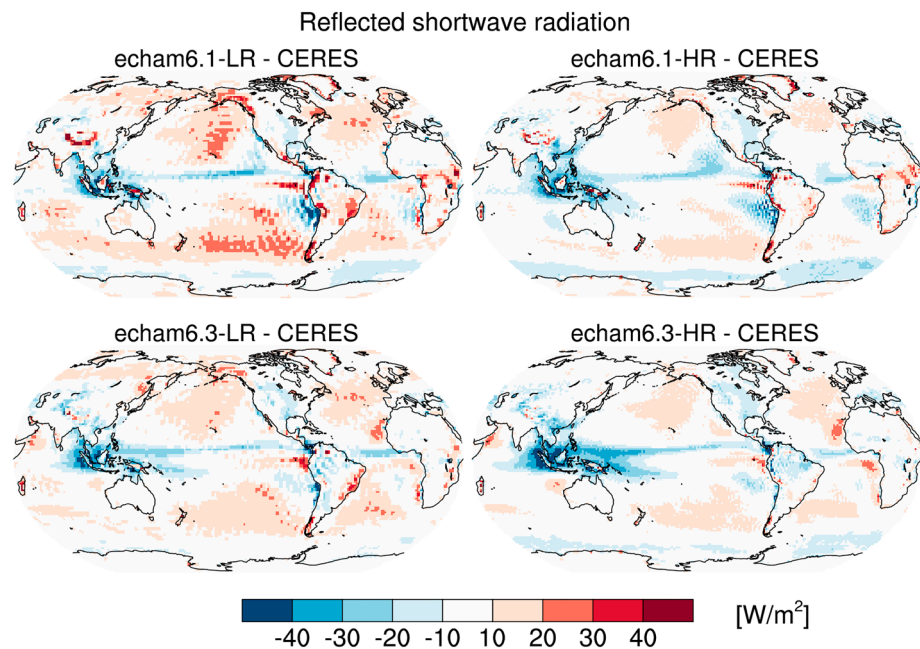 Reflected shortwave radiation
echam6.1-LR - CERES
echam6.1-HR - CERES
echam6.3-LR - CERES
echam6.3-HR - CERES
-40 -30 -20 -10 10 20 30 40
[W/m²]